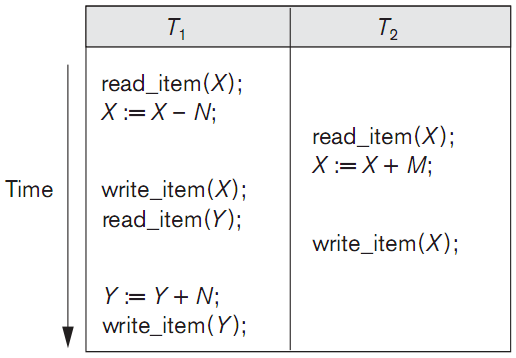 T₁ T₂
read_item(X);
X := X – N;
read_item(X);
X := X + M;
Time
write_item(X);
read_item(Y);
write_item(X);
Y := Y + N;
write_item(Y);